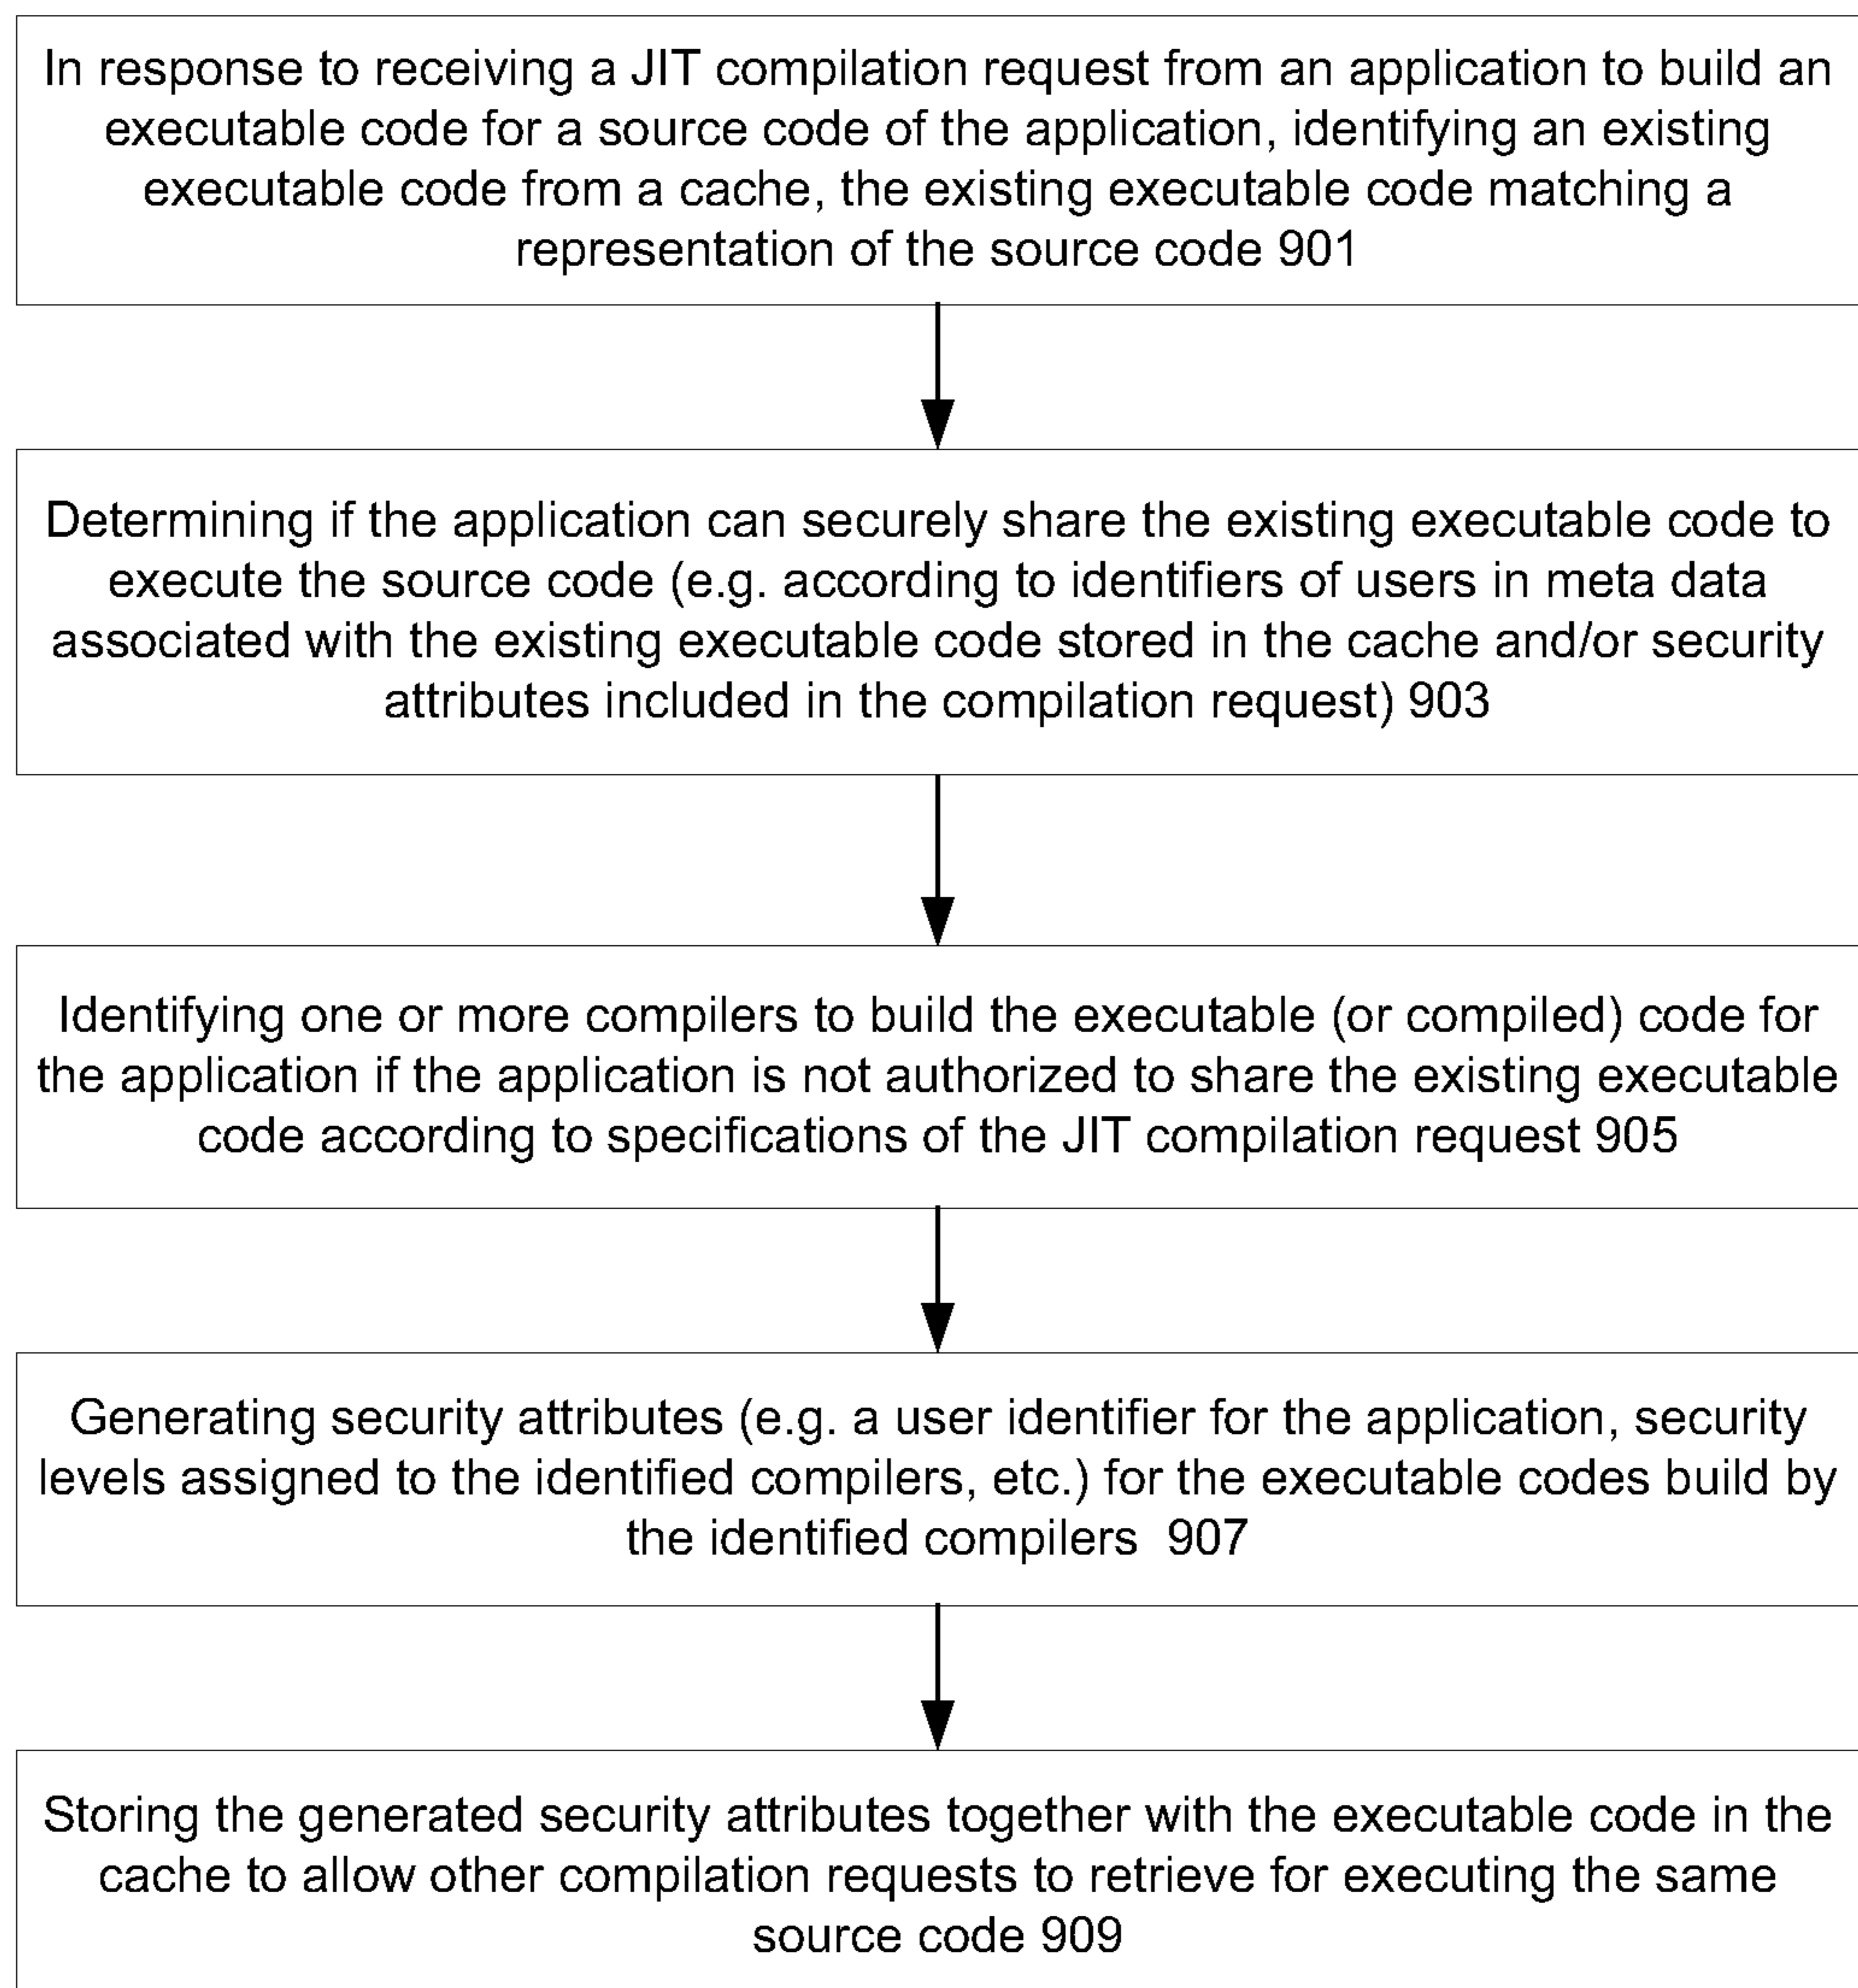 In response to receiving a JIT compilation request from an application to build an
executable code for a source code of the application, identifying an existing
executable code from a cache, the existing executable code matching a
representation of the source code 901
Determining if the application can securely share the existing executable code to
execute the source code (e.g. according to identifiers of users in meta data
associated with the existing executable code stored in the cache and/or security
attributes included in the compilation request) 903
Identifying one or more compilers to build the executable (or compiled) code for
the application if the application is not authorized to share the existing executable
code according to specifications of the JIT compilation request 905
Generating security attributes (e.g. a user identifier for the application, security
levels assigned to the identified compilers, etc.) for the executable codes build by
the identified compilers 907
Storing the generated security attributes together with the executable code in the
cache to allow other compilation requests to retrieve for executing the same
source code 909